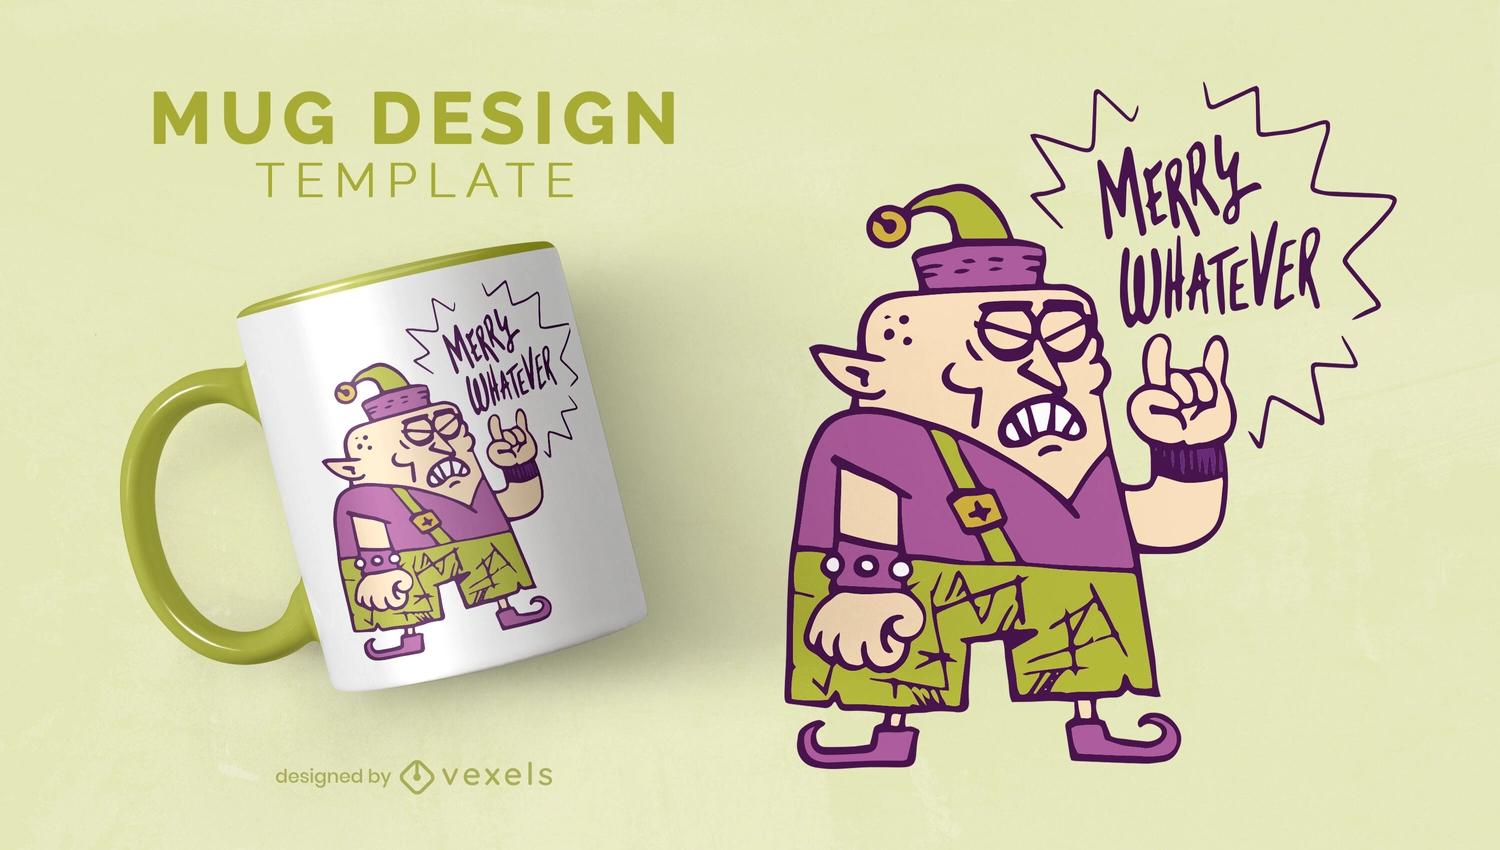 MUG DESIGN
TEMPLATE
MERRY
WHATEVER
MERRY
WHATEVER
designed by vexels